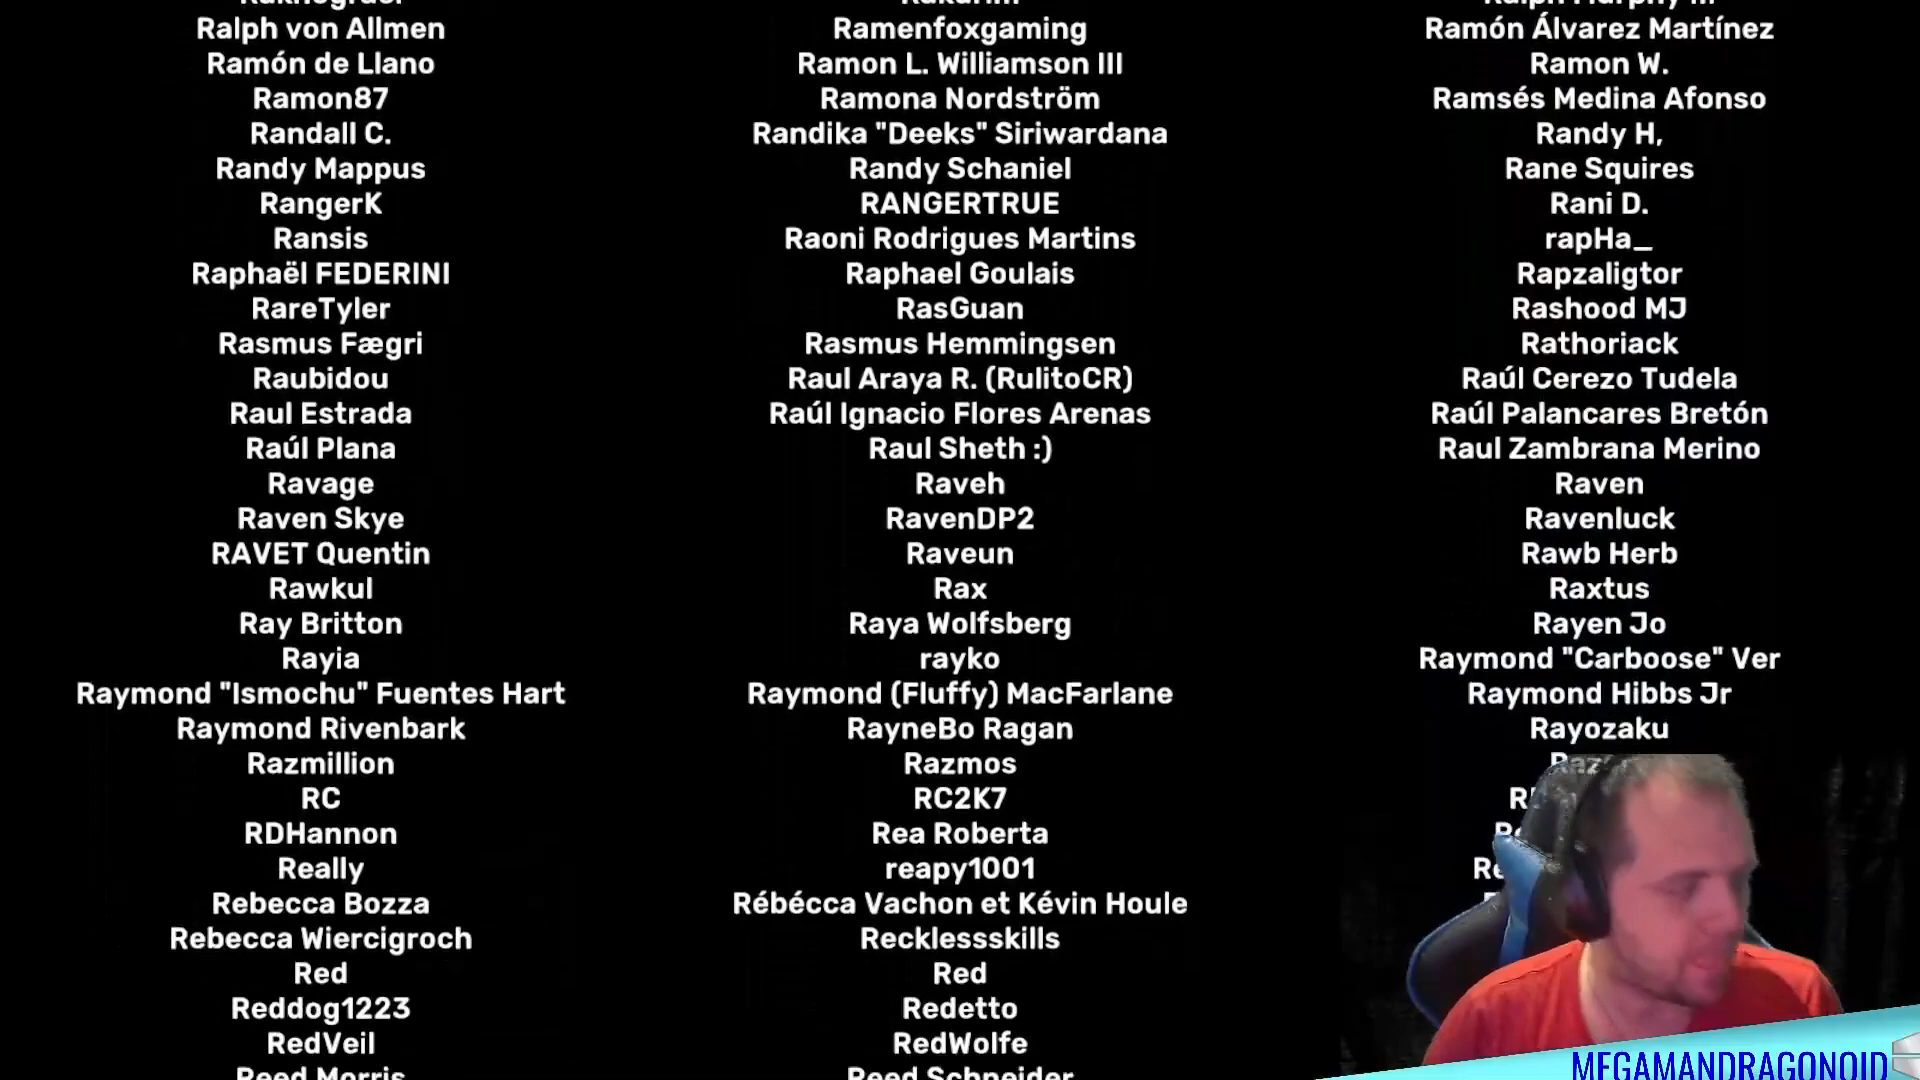 Ralph von Allmen Ramenfoxgaming Ramón Álvarez Martínez
Ramón de Llano Ramon L. Williamson III Ramon W.
Ramon87 Ramona Nordström Ramsés Medina Afonso
Randall C. Randika "Deeks" Siriwardana Randy H,
Randy Mappus Randy Schaniel Rane Squires
RangerK RANGERTRUE Rani D.
Ransis Raoni Rodrigues Martins rapHa_
Raphaël FEDERINI Raphael Goulais Rapzaligtor
RareTyler RasGuan Rashood MJ
Rasmus Fægri Rasmus Hemmingsen Rathoriack
Raubidou Raul Araya R. (RulitoCR) Raúl Cerezo Tudela
Raul Estrada Raúl Ignacio Flores Arenas Raúl Palancares Bretón
Raúl Plana Raul Sheth :) Raul Zambrana Merino
Ravage Raveh Raven
Raven Skye RavenDP2 Ravenluck
RAVET Quentin Raveun Rawb Herb
Rawkul Rax Raxtus
Ray Britton Raya Wolfsberg Rayen Jo
Rayia rayko Raymond "Carboose" Ver
Raymond "Ismochu" Fuentes Hart Raymond (Fluffy) MacFarlane Raymond Hibbs Jr
Raymond Rivenbark RayneBo Ragan Rayozaku
Razmillion Razmos
RC RC2K7
RDHannon Rea Roberta
Really reapy1001
Rebecca Bozza Rébécca Vachon et Kévin Houle
Rebecca Wiercigroch Recklessskills
Red Red
Reddog1223 Redetto
RedVeil RedWolfe
Reed Morris Reed Schneider
MEGAMANDRAGONOID